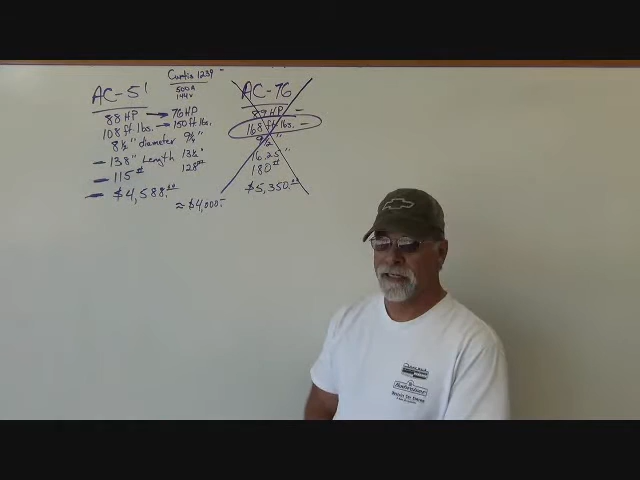 AC-51
88 HP
108 ft. lbs.
8½" diameter
13.8" Length
115#
$4,588.00
Curtis 1239
500A
144v
76 HP
150 ft. lbs.
9¼"
13½"
128#
≈ $4,000.-
AC-76
89 HP
168 ft. lbs.
9½"
16.25"
180#
$5,350.00